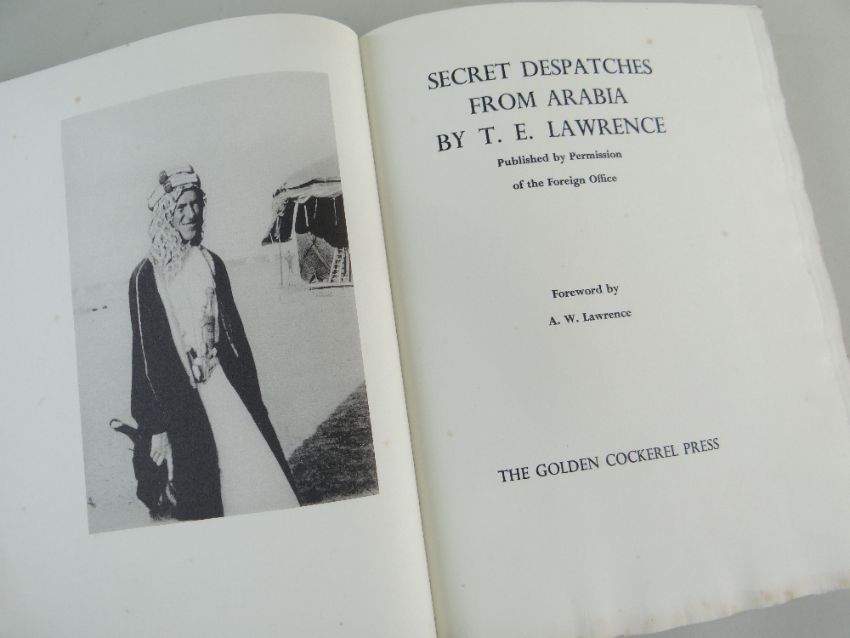 SECRET DESPATCHES
FROM ARABIA
BY T. E. LAWRENCE
Published by Permission
of the Foreign Office
Foreword by
A. W. Lawrence
THE GOLDEN COCKEREL PRESS